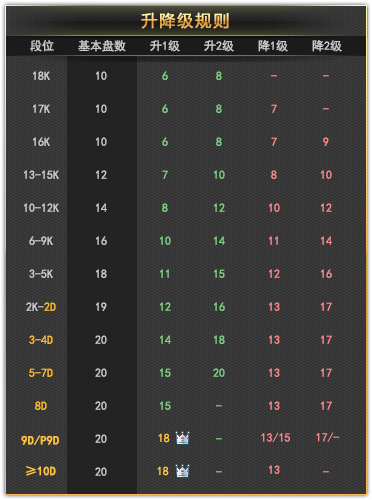 升降级规则
段位 基本盘数 升1级 升2级 降1级 降2级
18K 10 6 8 – –
17K 10 6 8 7 –
16K 10 6 8 7 9
13-15K 12 7 10 8 10
10-12K 14 8 12 10 12
6-9K 16 10 14 11 14
3-5K 18 11 15 12 16
2K-2D 19 12 16 13 17
3-4D 20 14 18 13 17
5-7D 20 15 20 13 17
8D 20 15 – 13 17
9D/P9D 20 18 – 13/15 17/-
≥10D 20 18 – 13 –